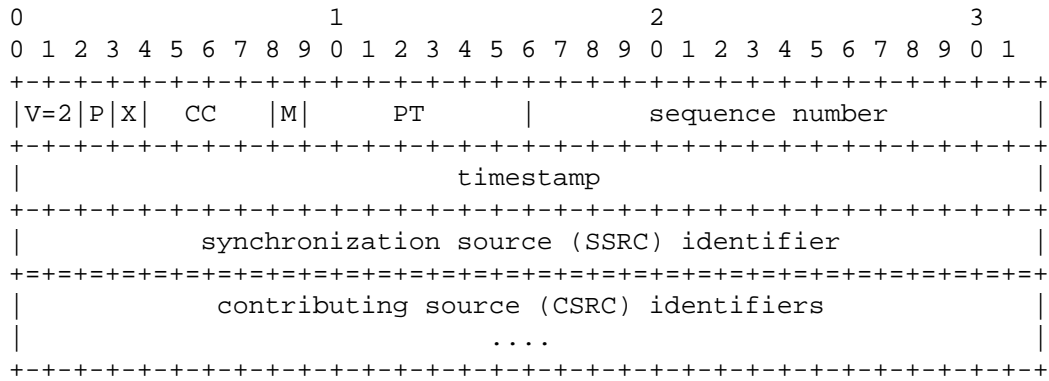 0                   1                   2                   3
0 1 2 3 4 5 6 7 8 9 0 1 2 3 4 5 6 7 8 9 0 1 2 3 4 5 6 7 8 9 0 1
+-+-+-+-+-+-+-+-+-+-+-+-+-+-+-+-+-+-+-+-+-+-+-+-+-+-+-+-+-+-+-+-+
|V=2|P|X|  CC   |M|     PT      |       sequence number         |
+-+-+-+-+-+-+-+-+-+-+-+-+-+-+-+-+-+-+-+-+-+-+-+-+-+-+-+-+-+-+-+-+
|                           timestamp                           |
+-+-+-+-+-+-+-+-+-+-+-+-+-+-+-+-+-+-+-+-+-+-+-+-+-+-+-+-+-+-+-+-+
|           synchronization source (SSRC) identifier            |
+=+=+=+=+=+=+=+=+=+=+=+=+=+=+=+=+=+=+=+=+=+=+=+=+=+=+=+=+=+=+=+=+
|            contributing source (CSRC) identifiers             |
|                             ....                              |
+-+-+-+-+-+-+-+-+-+-+-+-+-+-+-+-+-+-+-+-+-+-+-+-+-+-+-+-+-+-+-+-+